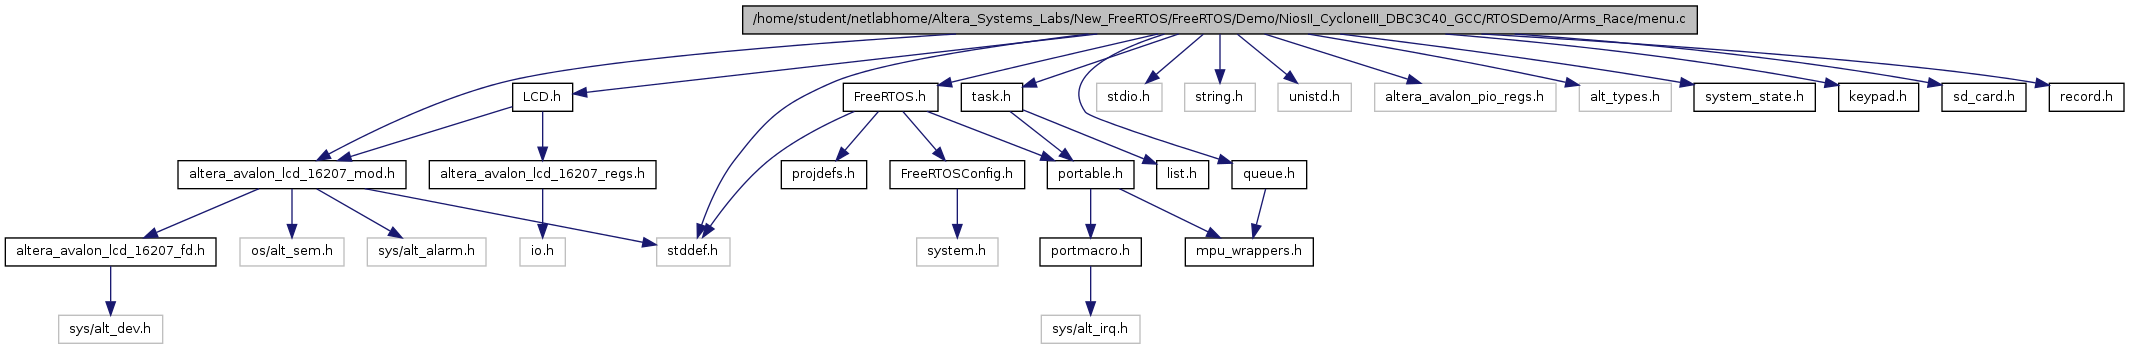 /home/student/netlabhome/Altera_Systems_Labs/New_FreeRTOS/FreeRTOS/Demo/NiosII_CycloneIII_DBC3C40_GCC/RTOSDemo/Arms_Race/menu.c
LCD.h
FreeRTOS.h
task.h
stdio.h
string.h
unistd.h
altera_avalon_pio_regs.h
alt_types.h
system_state.h
keypad.h
sd_card.h
record.h
altera_avalon_lcd_16207_mod.h
altera_avalon_lcd_16207_regs.h
projdefs.h
FreeRTOSConfig.h
portable.h
list.h
queue.h
altera_avalon_lcd_16207_fd.h
os/alt_sem.h
sys/alt_alarm.h
io.h
stddef.h
system.h
portmacro.h
mpu_wrappers.h
sys/alt_dev.h
sys/alt_irq.h